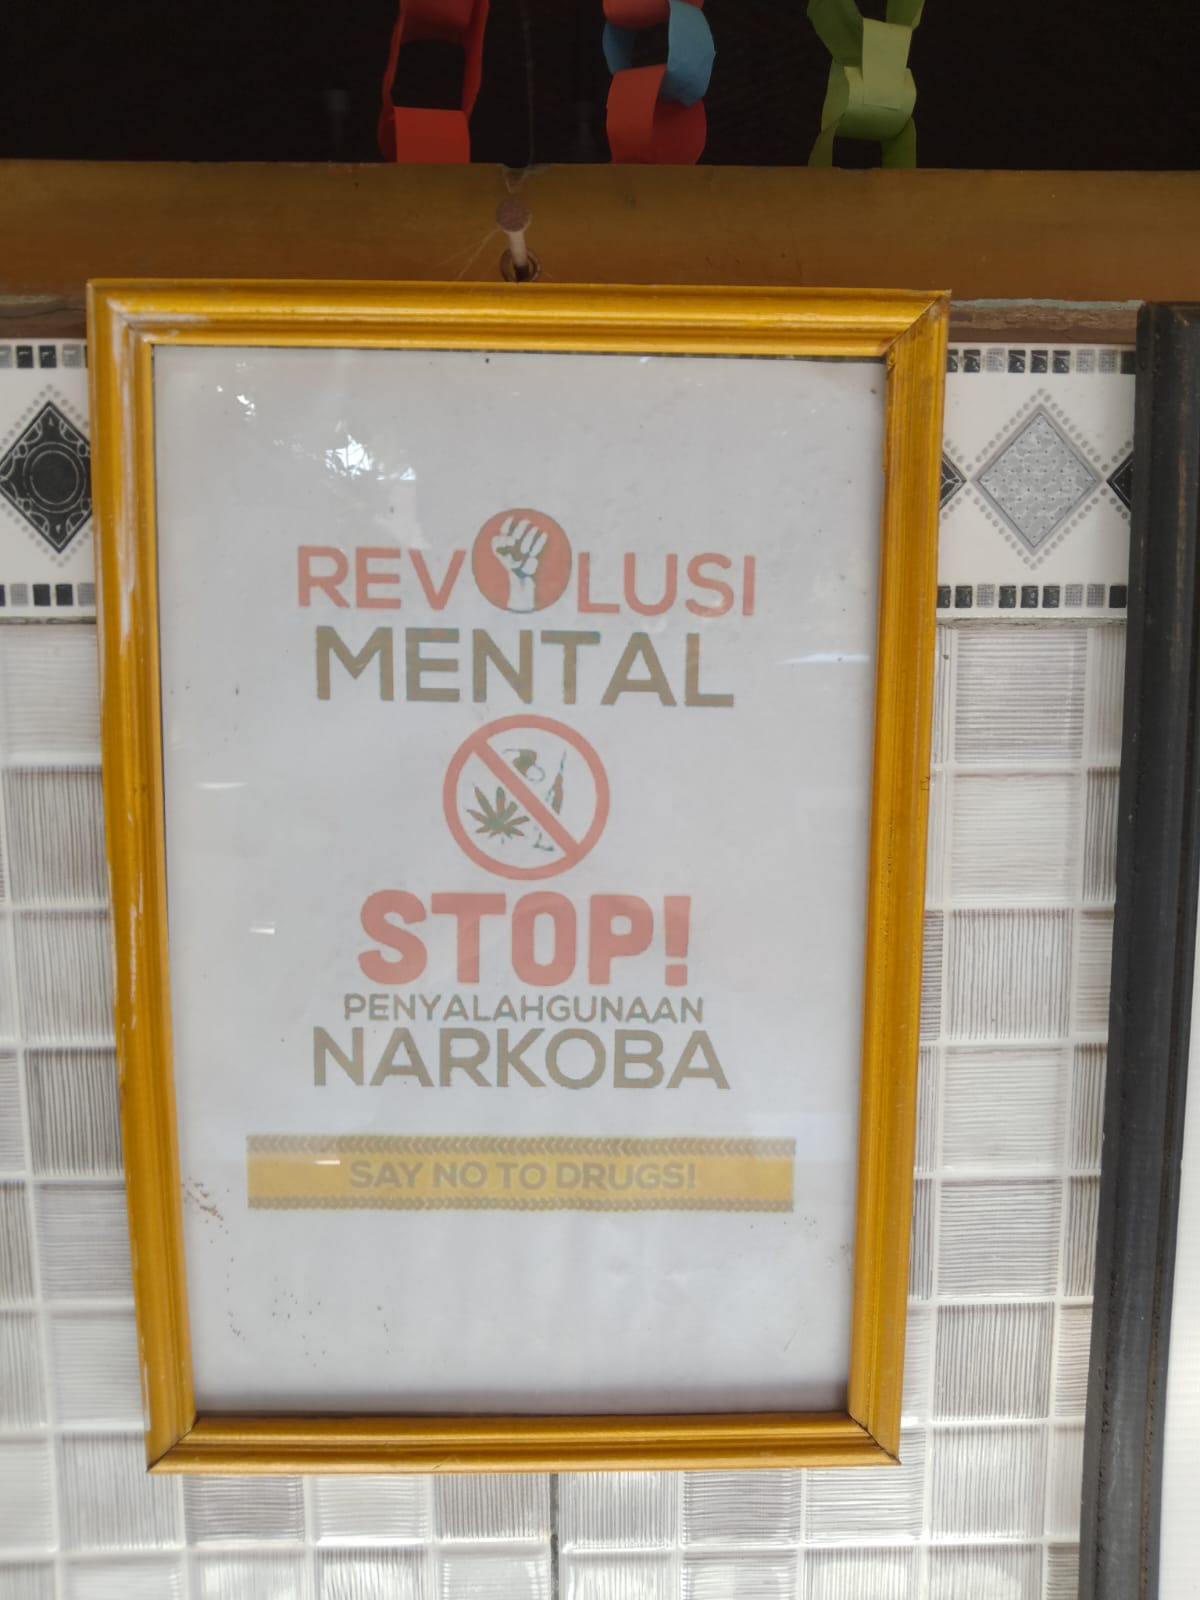 REVOLUSI
MENTAL
STOP!
PENYALAHGUNAAN
NARKOBA
SAY NO TO DRUGS!